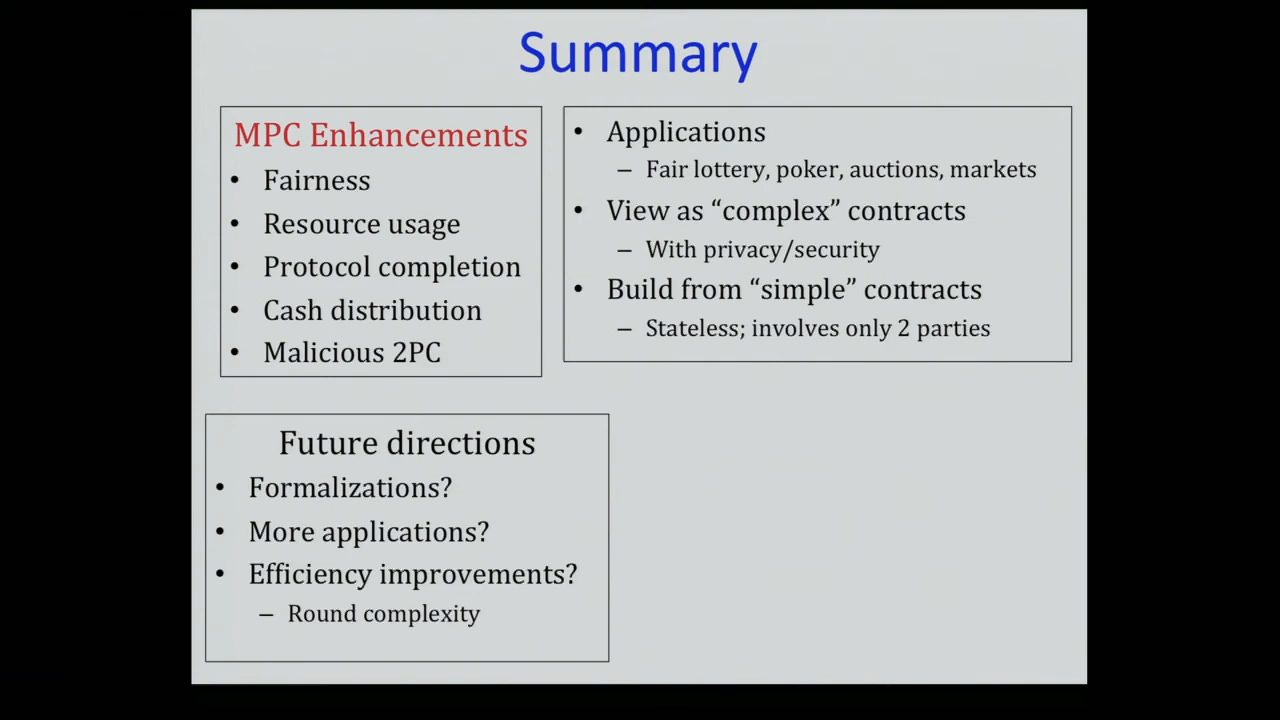 Summary
MPC Enhancements
• Fairness
• Resource usage
• Protocol completion
• Cash distribution
• Malicious 2PC
• Applications
– Fair lottery, poker, auctions, markets
• View as “complex” contracts
– With privacy/security
• Build from “simple” contracts
– Stateless; involves only 2 parties
Future directions
• Formalizations?
• More applications?
• Efficiency improvements?
– Round complexity